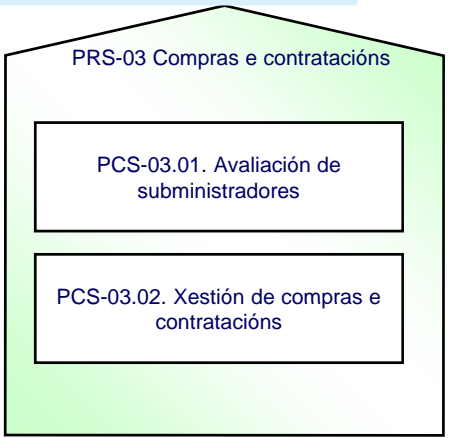 PRS-03 Compras e contratacións
PCS-03.01. Avaliación de
subministradores
PCS-03.02. Xestión de compras e
contratacións